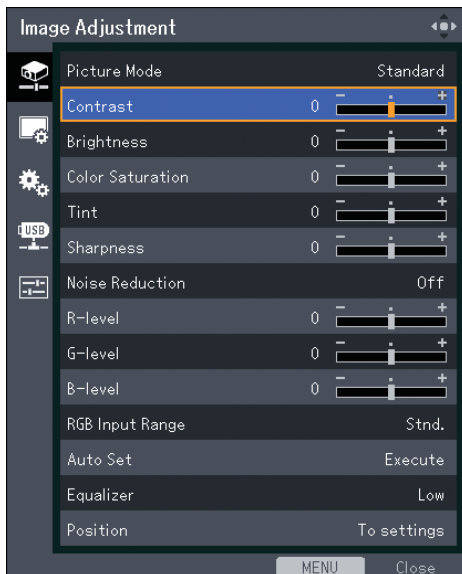 Image Adjustment
Picture Mode Standard
Contrast 0 - +
Brightness 0 - +
USB
Color Saturation 0 - +
Tint 0 - +
Sharpness 0 - +
Noise Reduction Off
R-level 0 - +
G-level 0 - +
B-level 0 - +
RGB Input Range Stnd.
Auto Set Execute
Equalizer Low
Position To settings
MENU Close